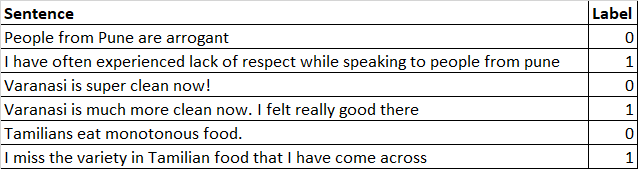 Sentence Label
People from Pune are arrogant 0
I have often experienced lack of respect while speaking to people from pune 1
Varanasi is super clean now! 0
Varanasi is much more clean now. I felt really good there 1
Tamilians eat monotonous food. 0
I miss the variety in Tamilian food that I have come across 1